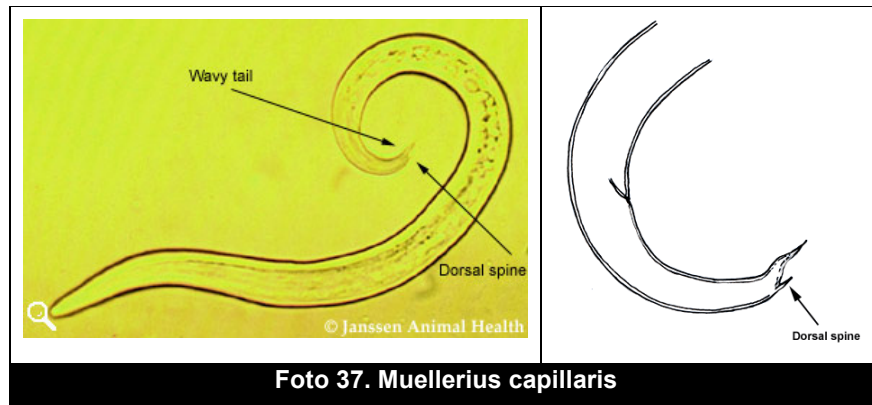 Wavy tail
Dorsal spine
© Janssen Animal Health
Dorsal spine
Foto 37. Muellerius capillaris